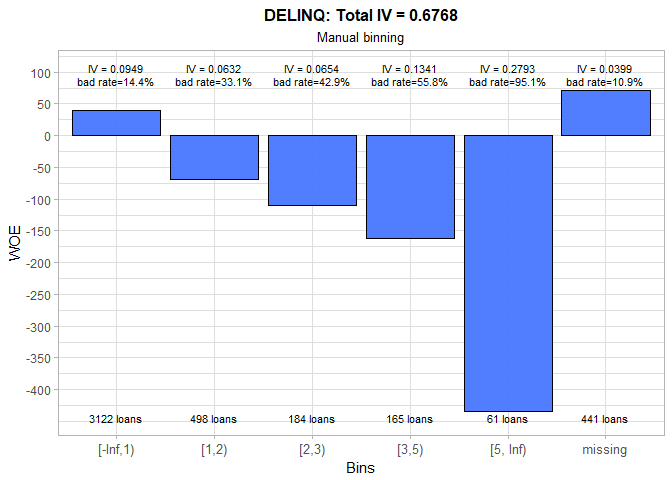 DELINQ: Total IV = 0.6768
Manual binning
IV = 0.0949 IV = 0.0632 IV = 0.0654 IV = 0.1341 IV = 0.2793 IV = 0.0399
bad rate=14.4% bad rate=33.1% bad rate=42.9% bad rate=55.8% bad rate=95.1% bad rate=10.9%
100
50
0
-50
-100
-150
-200
-250
-300
-350
-400
WOE
3122 loans 498 loans 184 loans 165 loans 61 loans 441 loans
[-Inf,1) [1,2) [2,3) [3,5) [5, Inf) missing
Bins